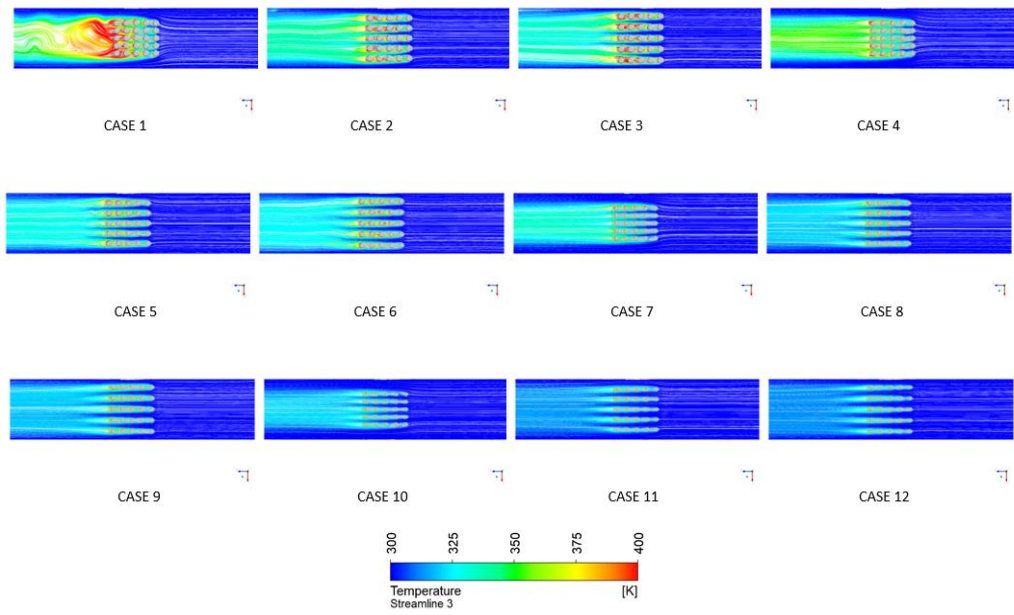 CASE 1
CASE 2
CASE 3
CASE 4
CASE 5
CASE 6
CASE 7
CASE 8
CASE 9
CASE 10
CASE 11
CASE 12
300
325
350
375
400
Temperature [K]
Streamline 3